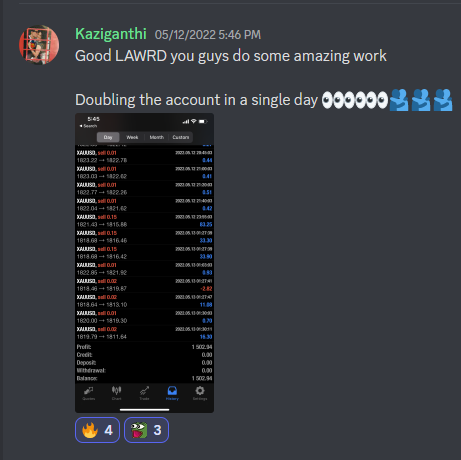 Kaziganthi 05/12/2022 5:46 PM
Good LAWRD you guys do some amazing work
Doubling the account in a single day 👀👀👀🫂🫂🫂
5:45
Search
Day Week Month Custom
XAUUSD, sell 0.01 2022.05.12 20:45:03
1823.22 → 1822.78 0.44
XAUUSD, sell 0.01 2022.05.12 21:00:03
1823.03 → 1822.62 0.41
XAUUSD, sell 0.01 2022.05.12 21:20:03
1822.77 → 1822.26 0.51
XAUUSD, sell 0.01 2022.05.12 21:40:03
1822.04 → 1821.62 0.42
XAUUSD, sell 0.15
1821.43 → 1815.88 83.25
XAUUSD, sell 0.15 2022.05.13 01:27:39
1818.68 → 1816.46 33.30
XAUUSD, sell 0.15 2022.05.13 01:27:39
1818.68 → 1816.42 33.90
XAUUSD, sell 0.01 2022.05.13 01:03:03
1822.85 → 1821.92 0.93
XAUUSD, sell 0.02 2022.05.13 01:27:41
1818.46 → 1819.87 -2.82
XAUUSD, sell 0.02 2022.05.13 01:27:47
1818.64 → 1813.10 11.08
XAUUSD, sell 0.01 2022.05.13 01:30:03
1820.00 → 1819.30 0.70
XAUUSD, sell 0.02 2022.05.13 01:30:11
1819.79 → 1811.64 16.30
Profit: 1 502.94
Credit: 0.00
Deposit: 0.00
Withdrawal: 0.00
Balance: 1 502.94
Quotes Chart Trade History Settings
🔥 4 3